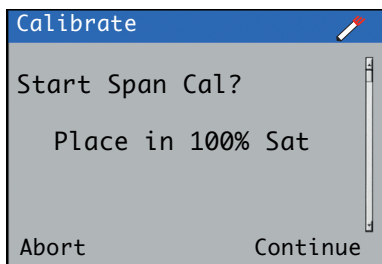 Calibrate
Start Span Cal?
Place in 100% Sat
Abort Continue